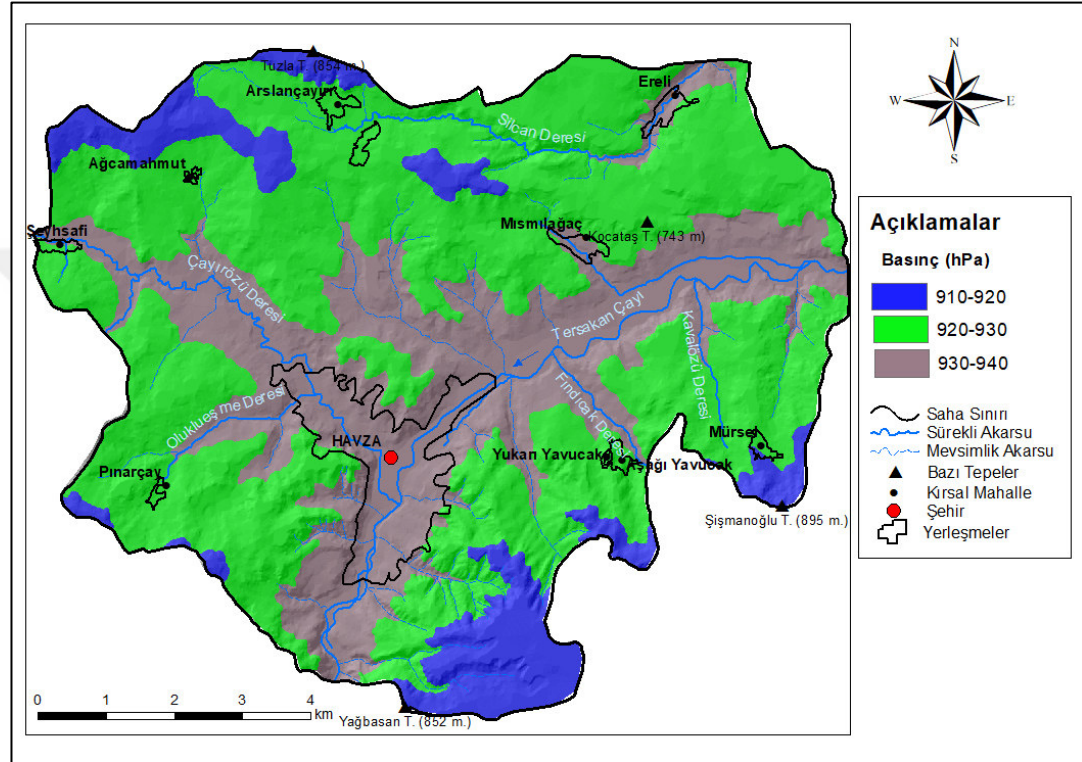 Tuzla T. (854 m.)
Arslançayırı
Ereli
Silcan Deresi
Ağcamahmut
Şeyhsafi
Mısmılağaç
Kocataş T. (743 m)
Çayırözü Deresi
Tersakan Çayı
Kavalözü Deresi
Fındıcak Deresi
Oluklueşme Deresi
HAVZA
Mürsel
Yukarı Yavucak
Aşağı Yavucak
Pınarçay
Şişmanoğlu T. (895 m.)
0 1 2 3 4
km
Yağbasan T. (852 m.)
N
W E
S
Açıklamalar
Basınç (hPa)
910-920
920-930
930-940
Saha Sınırı
Sürekli Akarsu
Mevsimlik Akarsu
Bazı Tepeler
Kırsal Mahalle
Şehir
Yerleşmeler